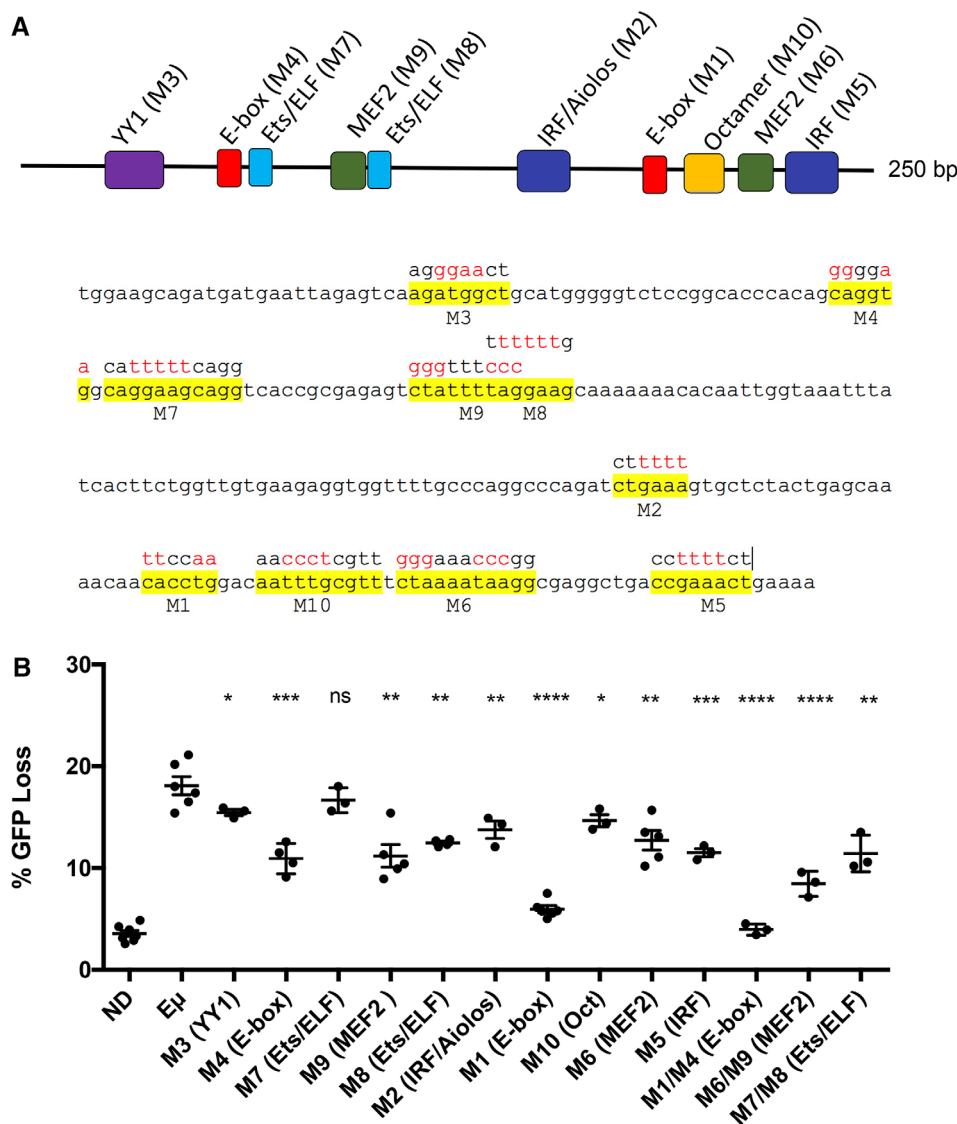 A
YY1 (M3)
E-box (M4)
Ets/ELF (M7)
MEF2 (M9)
Ets/ELF (M8)
IRF/Aiolos (M2)
E-box (M1)
Octamer (M10)
MEF2 (M6)
IRF (M5)
250 bp
agggaact gggga
tggaagcagatgatgaattagagtcaagatggctgcatgggggtctccggcacccacagcaggt
M3 M4
ttttttg
a catttttcagg gggtttccc
ggcaggaagcaggtcaccgcgagagtctattttaggaagcaaaaaaacacaattggtaaattta
M7 M9 M8
cttttt
tcacttctggttgtgaagaggtggttttgcccaggcccagatctgaaagtgctctactgagcaa
M2
ttccaa aaccctcgtt gggaaacccgg ccttttct
aacaacacctggacaatttgcgtttctaaaataaggcgaggctgaccgaaactgaaaa
M1 M10 M6 M5
B
% GFP Loss
30
20
10
0
* *** ns ** ** ** **** * ** *** **** **** **
ND
Eμ
M3 (YY1)
M4 (E-box)
M7 (Ets/ELF)
M9 (MEF2 )
M8 (Ets/ELF)
M2 (IRF/Aiolos)
M1 (E-box)
M10 (Oct)
M6 (MEF2)
M5 (IRF)
M1/M4 (E-box)
M6/M9 (MEF2)
M7/M8 (Ets/ELF)